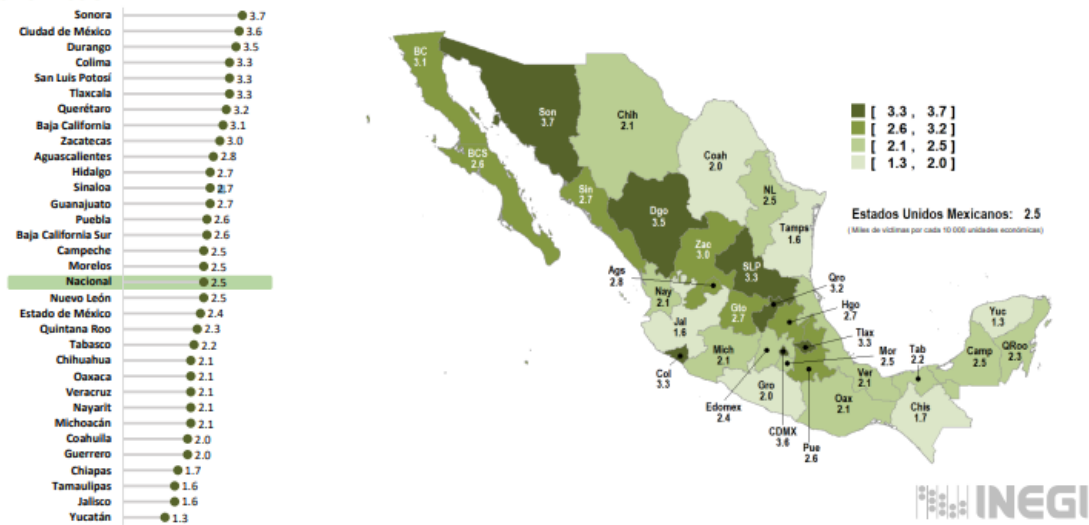 Sonora 3.7
Ciudad de México 3.6
Durango 3.5
Colima 3.3
San Luis Potosí 3.3
Tlaxcala 3.3
Querétaro 3.2
Baja California 3.1
Zacatecas 3.0
Aguascalientes 2.8
Hidalgo 2.7
Sinaloa 2.7
Guanajuato 2.7
Puebla 2.6
Baja California Sur 2.6
Campeche 2.5
Morelos 2.5
Nacional 2.5
Nuevo León 2.5
Estado de México 2.4
Quintana Roo 2.3
Tabasco 2.2
Chihuahua 2.1
Oaxaca 2.1
Veracruz 2.1
Nayarit 2.1
Michoacán 2.1
Coahuila 2.0
Guerrero 2.0
Chiapas 1.7
Tamaulipas 1.6
Jalisco 1.6
Yucatán 1.3
BC
3.1
Son
3.7
Chih
2.1
Coah
2.0
BCS
2.6
Sin
2.7
NL
2.5
Dgo
3.5
Tamps
1.6
Zac
3.0
SLP
3.3
Ags
2.8
Nay
2.1
Gto
2.7
Qro
3.2
Hgo
2.7
Jal
1.6
Tlax
3.3
Mich
2.1
Mor
2.5
Tab
2.2
Yuc
1.3
Camp
2.5
QRoo
2.3
Col
3.3
Ver
2.1
Gro
2.0
Oax
2.1
Chis
1.7
Edomex
2.4
CDMX
3.6
Pue
2.6
[ 3.3 , 3.7 ]
[ 2.6 , 3.2 ]
[ 2.1 , 2.5 ]
[ 1.3 , 2.0 ]
Estados Unidos Mexicanos: 2.5
( Miles de víctimas por cada 10 000 unidades económicas)
INEGI